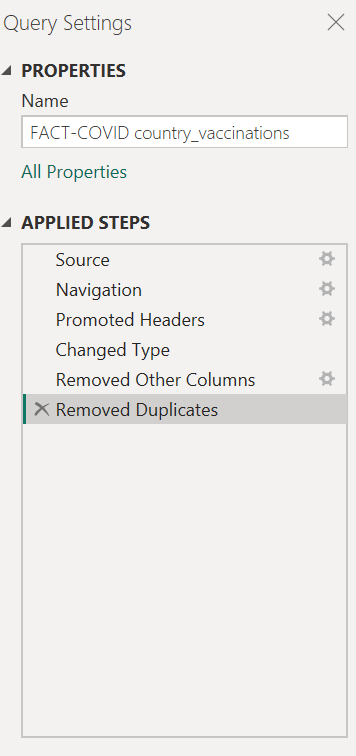 Query Settings
PROPERTIES
Name
FACT-COVID country_vaccinations
All Properties
APPLIED STEPS
Source
Navigation
Promoted Headers
Changed Type
Removed Other Columns
Removed Duplicates